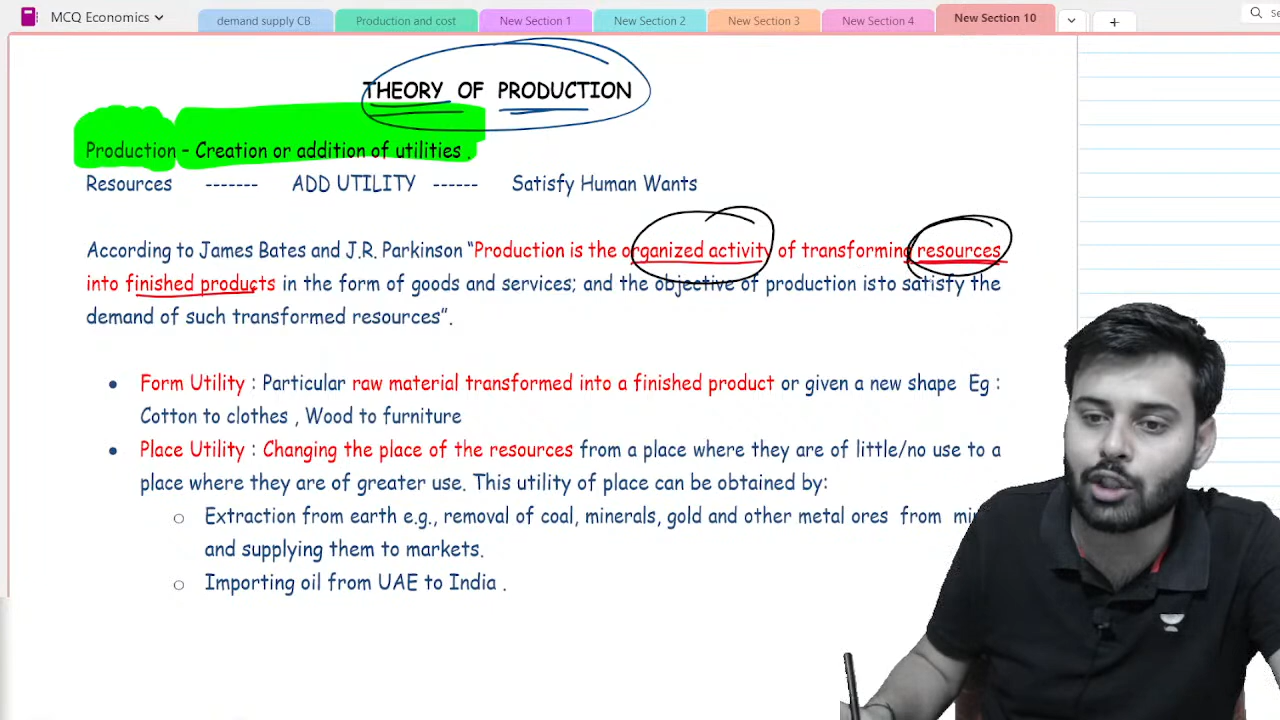 MCQ Economics
demand supply CB
Production and cost
New Section 1
New Section 2
New Section 3
New Section 4
New Section 10
THEORY OF PRODUCTION
Production – Creation or addition of utilities .
Resources ------- ADD UTILITY ------ Satisfy Human Wants
According to James Bates and J.R. Parkinson “Production is the organized activity of transforming resources
into finished products in the form of goods and services; and the objective of production isto satisfy the
demand of such transformed resources”.
• Form Utility : Particular raw material transformed into a finished product or given a new shape Eg :
Cotton to clothes , Wood to furniture
• Place Utility : Changing the place of the resources from a place where they are of little/no use to a
place where they are of greater use. This utility of place can be obtained by:
○ Extraction from earth e.g., removal of coal, minerals, gold and other metal ores from
and supplying them to markets.
○ Importing oil from UAE to India .